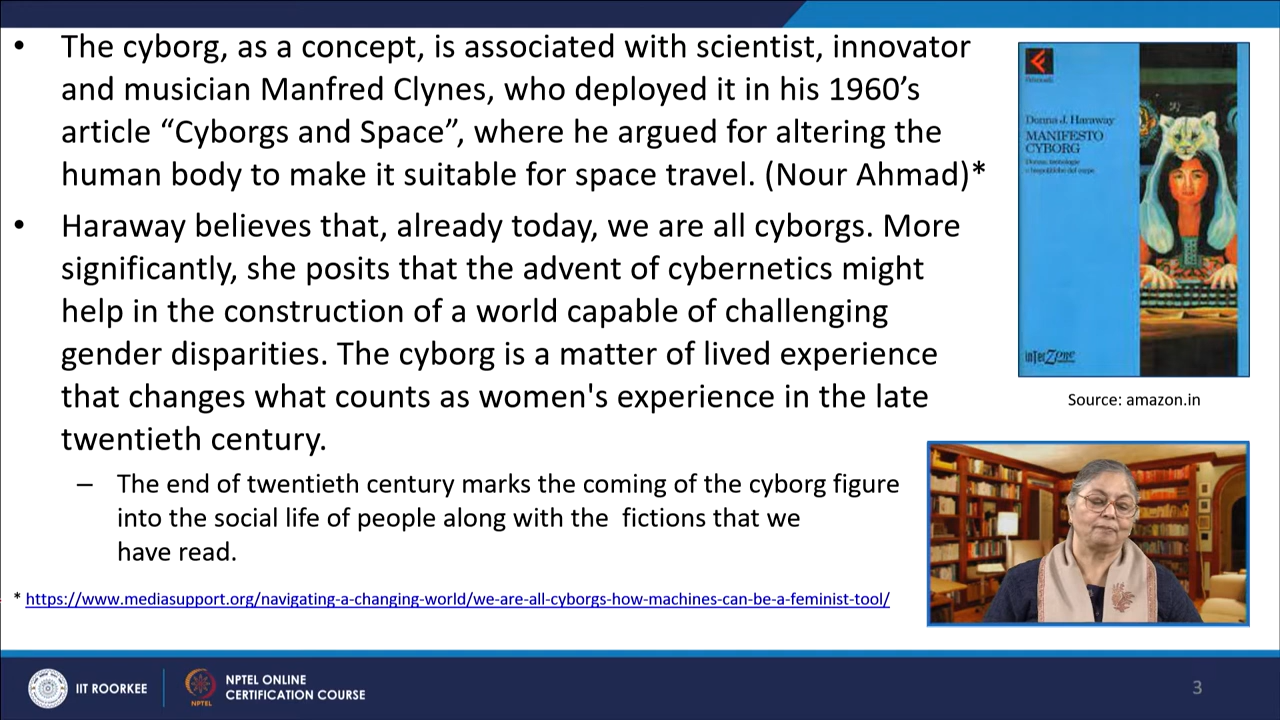 • The cyborg, as a concept, is associated with scientist, innovator
and musician Manfred Clynes, who deployed it in his 1960’s
article “Cyborgs and Space”, where he argued for altering the
human body to make it suitable for space travel. (Nour Ahmad)*
• Haraway believes that, already today, we are all cyborgs. More
significantly, she posits that the advent of cybernetics might
help in the construction of a world capable of challenging
gender disparities. The cyborg is a matter of lived experience
that changes what counts as women's experience in the late
twentieth century.
– The end of twentieth century marks the coming of the cyborg figure
into the social life of people along with the fictions that we
have read.
* https://www.mediasupport.org/navigating-a-changing-world/we-are-all-cyborgs-how-machines-can-be-a-feminist-tool/
Donna J. Haraway
MANIFESTO
CYBORG
Donne, tecnologie
e biopolitiche del corpo
InterZone
Source: amazon.in
IIT ROORKEE
NPTEL
NPTEL ONLINE
CERTIFICATION COURSE
3